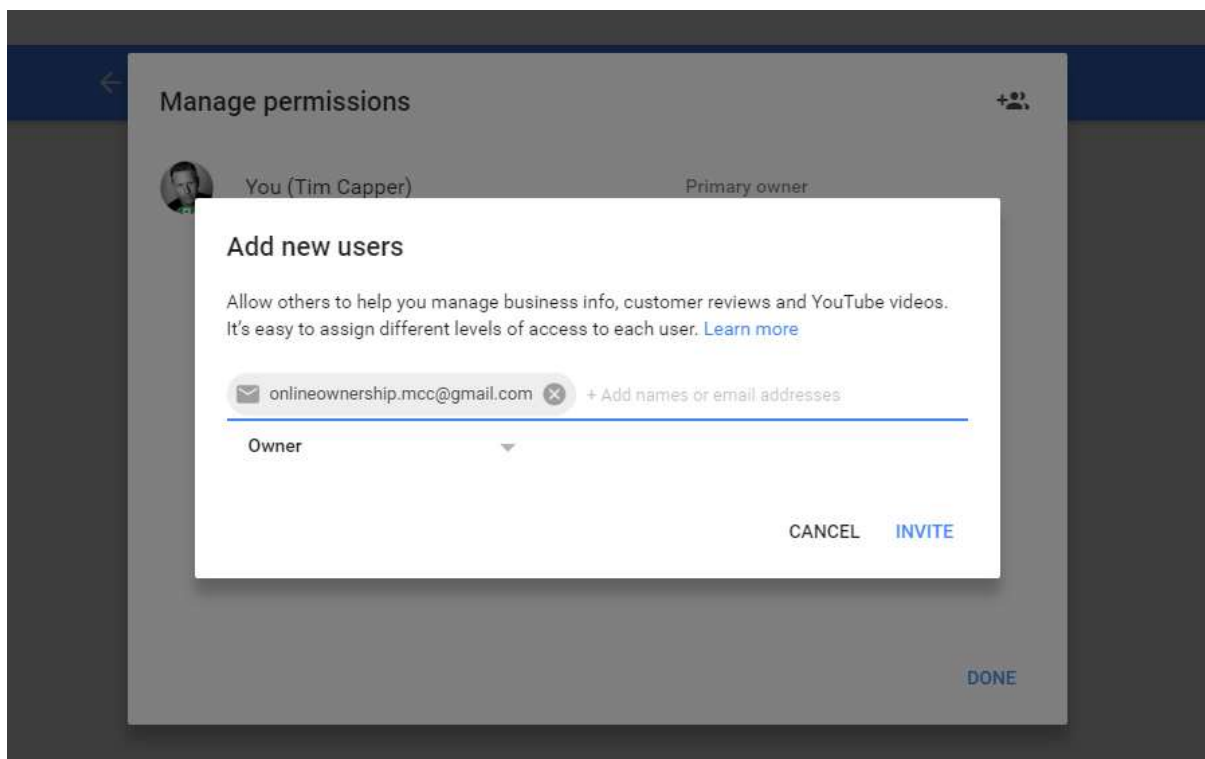 Manage permissions
You (Tim Capper) Primary owner
Add new users
Allow others to help you manage business info, customer reviews and YouTube videos.
It's easy to assign different levels of access to each user. Learn more
onlineownership.mcc@gmail.com + Add names or email addresses
Owner
CANCEL INVITE
DONE